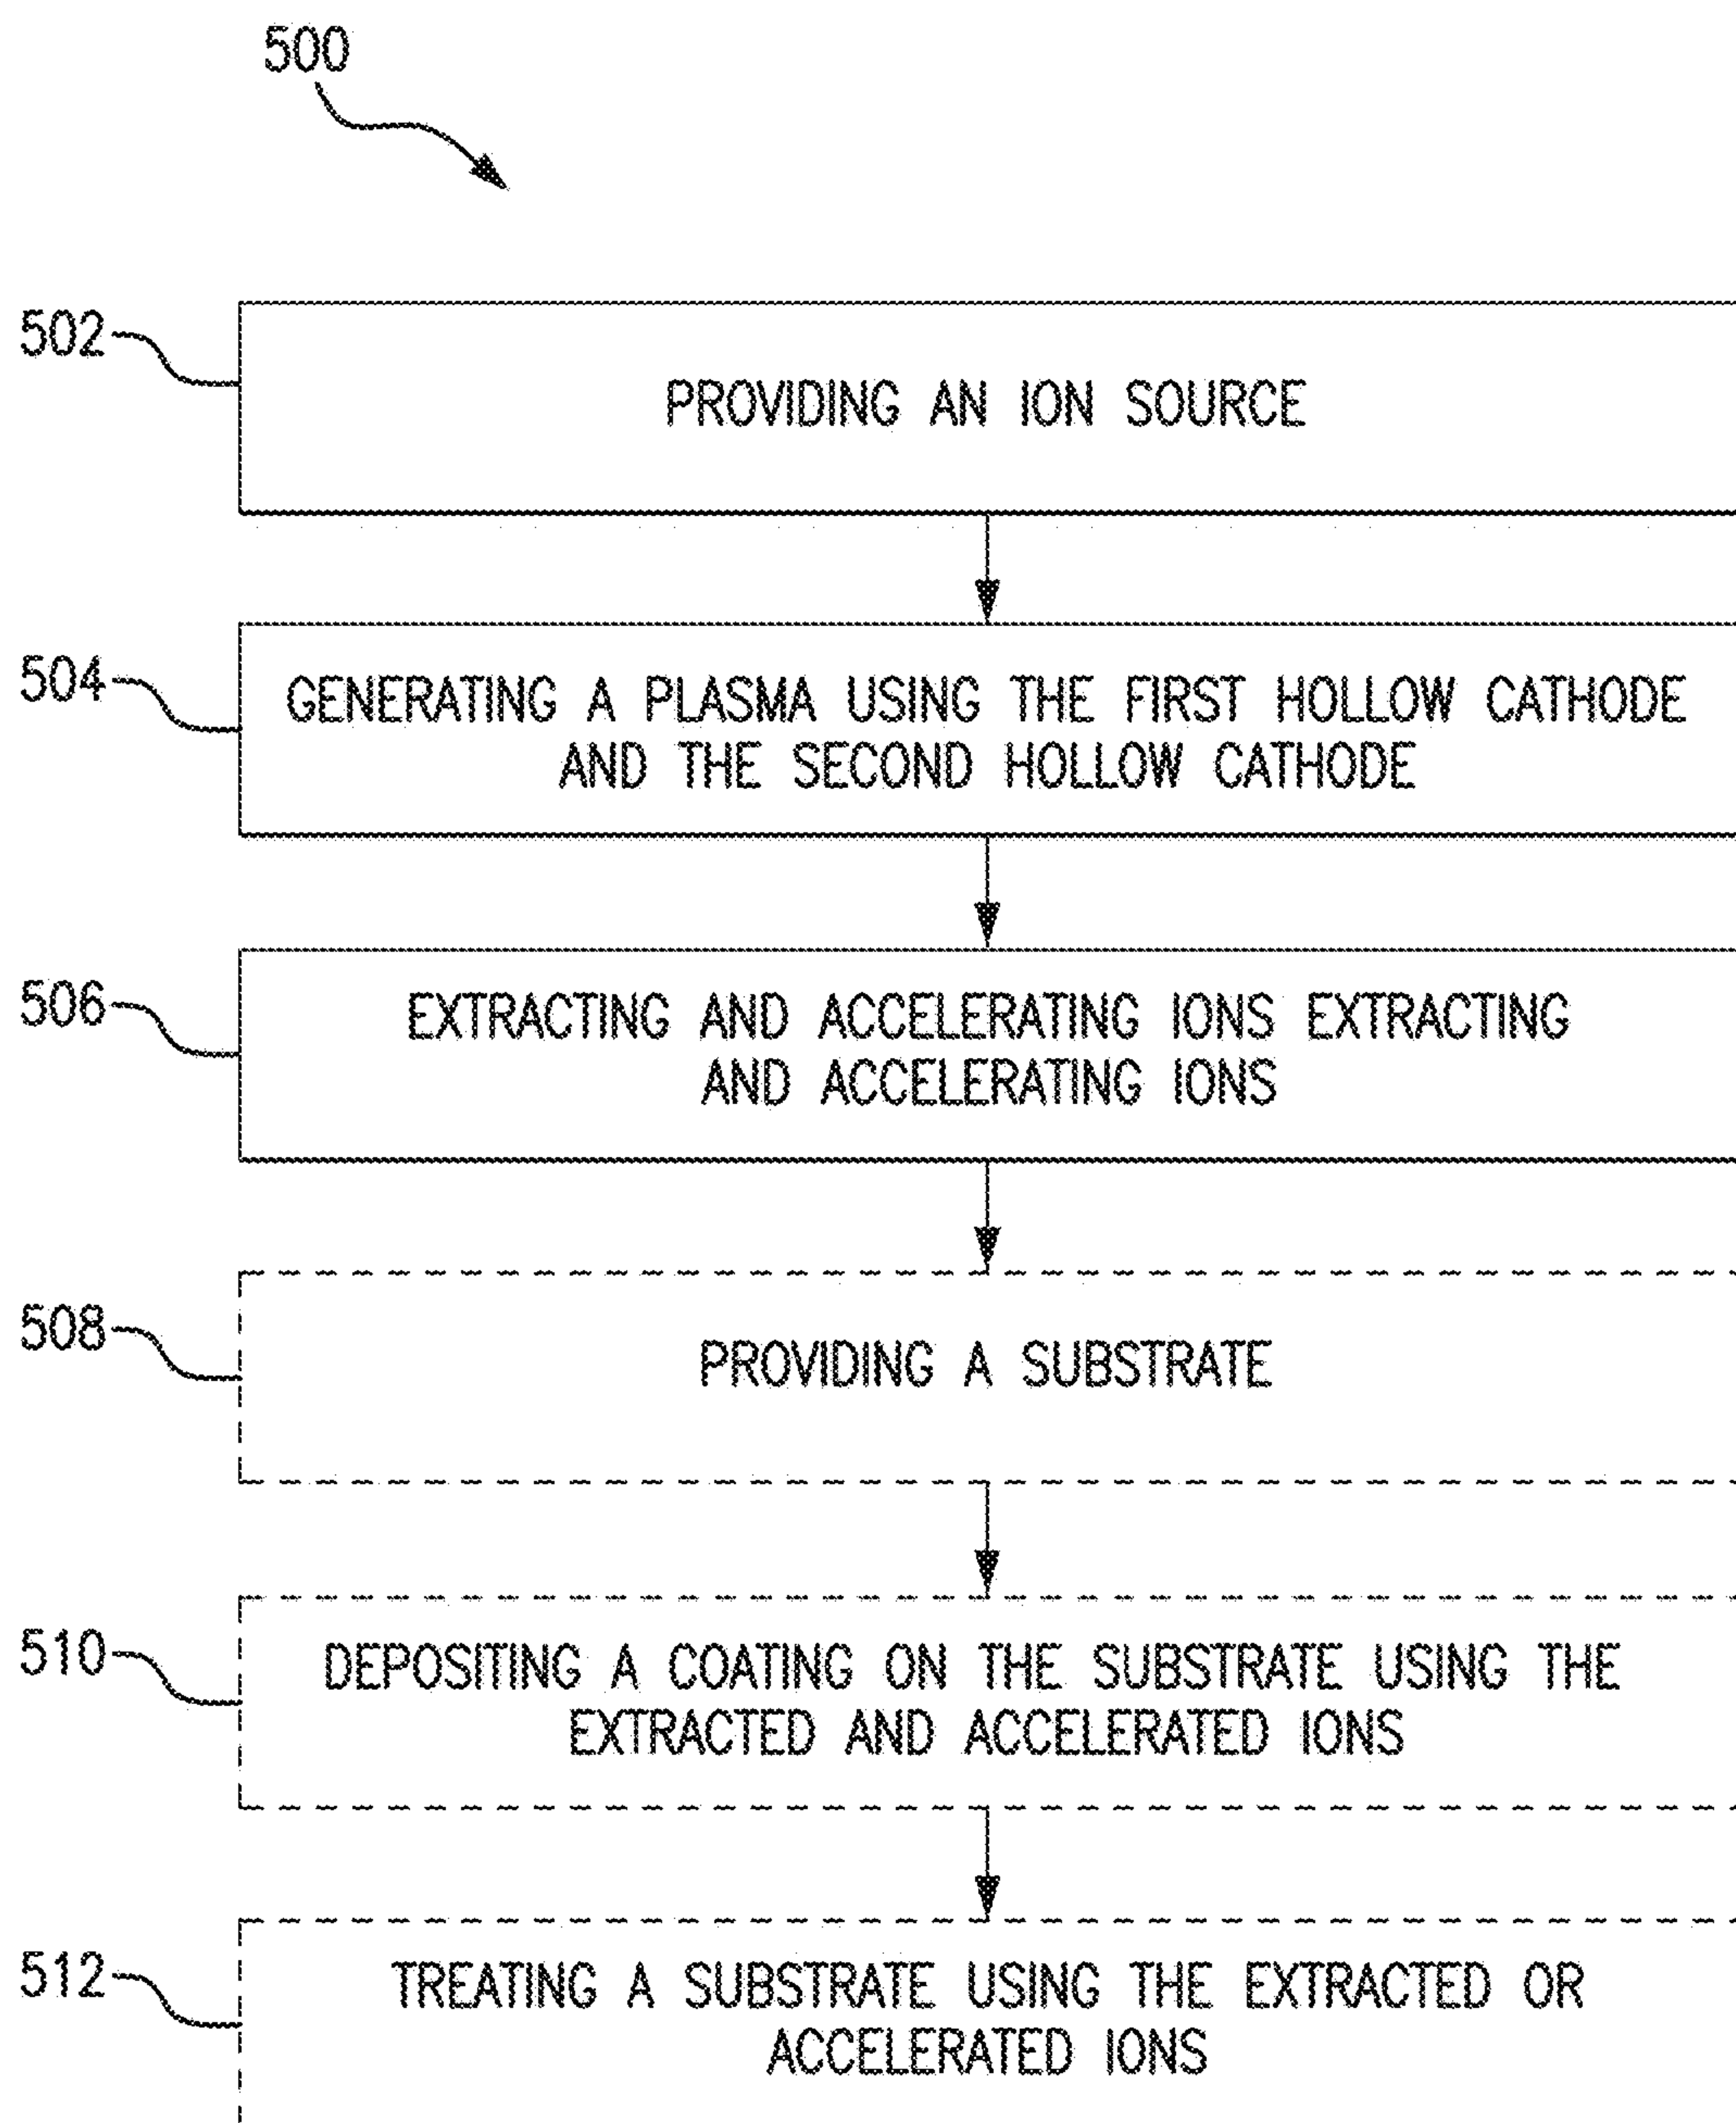 500
502
PROVIDING AN ION SOURCE
504
GENERATING A PLASMA USING THE FIRST HOLLOW CATHODE
AND THE SECOND HOLLOW CATHODE
506
EXTRACTING AND ACCELERATING IONS EXTRACTING
AND ACCELERATING IONS
508
PROVIDING A SUBSTRATE
510
DEPOSITING A COATING ON THE SUBSTRATE USING THE
EXTRACTED AND ACCELERATED IONS
512
TREATING A SUBSTRATE USING THE EXTRACTED OR
ACCELERATED IONS